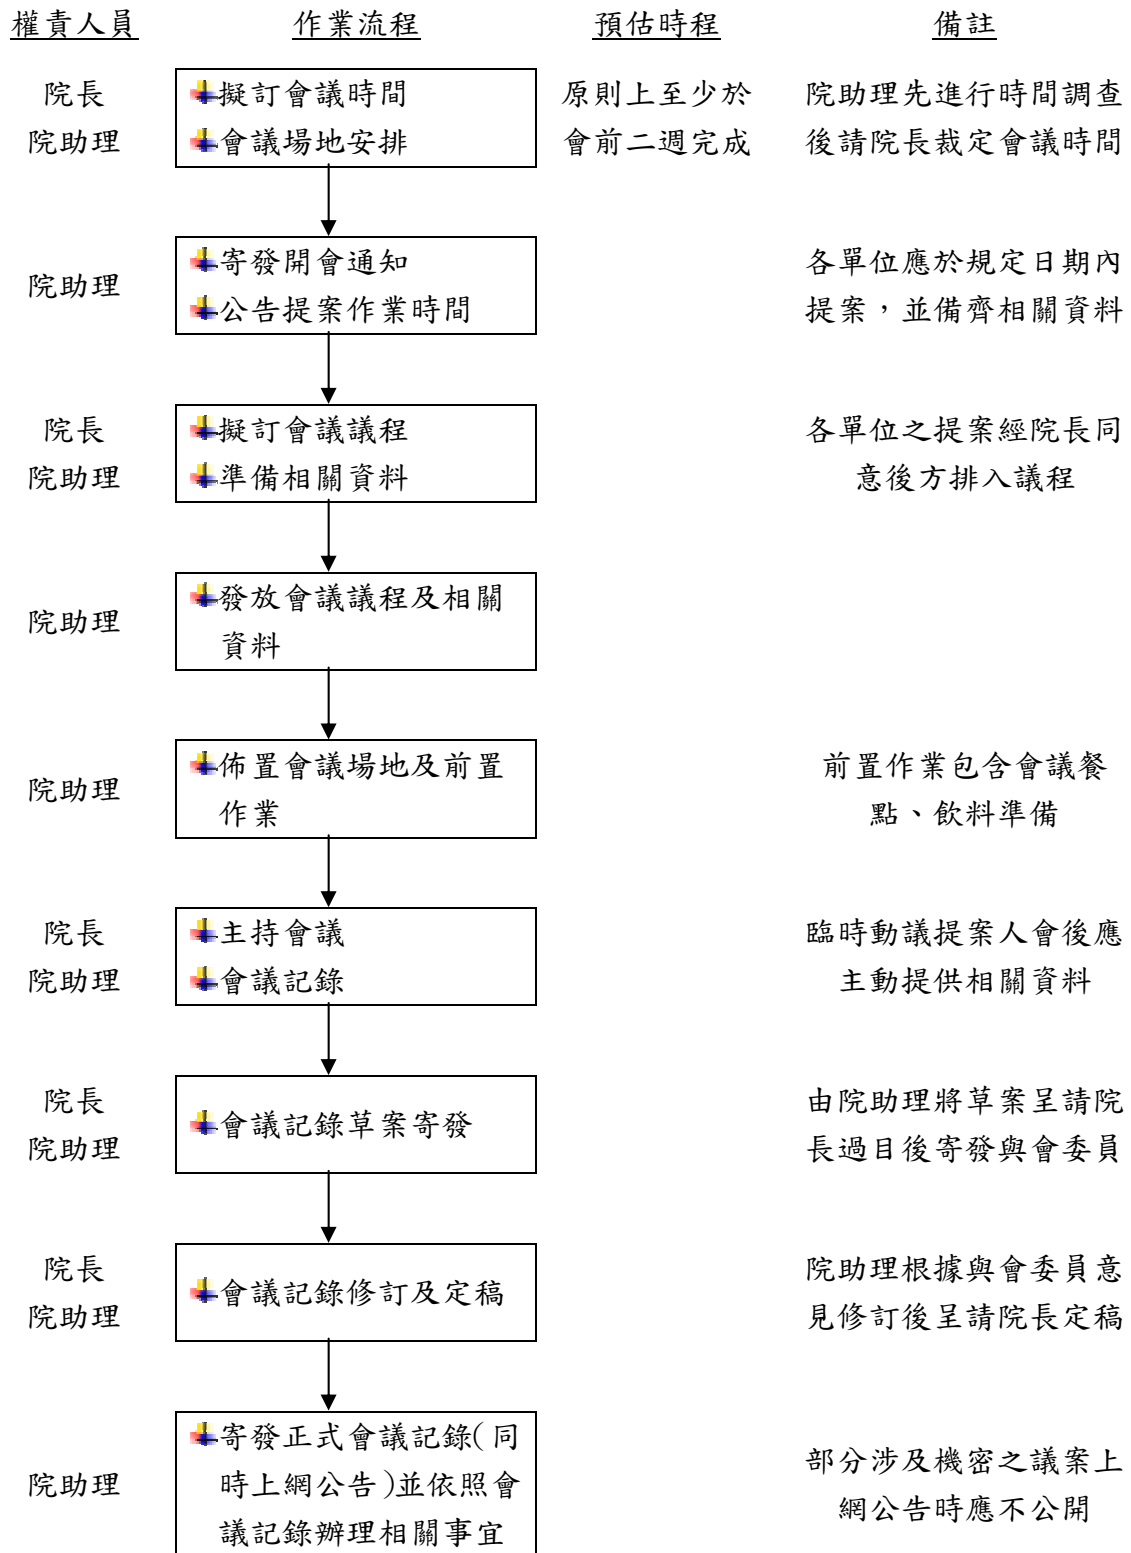 權責人員 作業流程 預估時程 備註
院長 擬訂會議時間 原則上至少於 院助理先進行時間調查
院助理 會議場地安排 會前二週完成 後請院長裁定會議時間
寄發開會通知 各單位應於規定日期內
院助理
公告提案作業時間 提案，並備齊相關資料
院長 擬訂會議議程 各單位之提案經院長同
院助理 準備相關資料 意後方排入議程
發放會議議程及相關
院助理
資料
佈置會議場地及前置 前置作業包含會議餐
院助理
作業 點、飲料準備
院長 主持會議 臨時動議提案人會後應
院助理 會議記錄 主動提供相關資料
院長 由院助理將草案呈請院
會議記錄草案寄發
院助理 長過目後寄發與會委員
院長 院助理根據與會委員意
會議記錄修訂及定稿
院助理 見修訂後呈請院長定稿
寄發正式會議記錄(同
部分涉及機密之議案上
院助理 時上網公告)並依照會
網公告時應不公開
議記錄辦理相關事宜